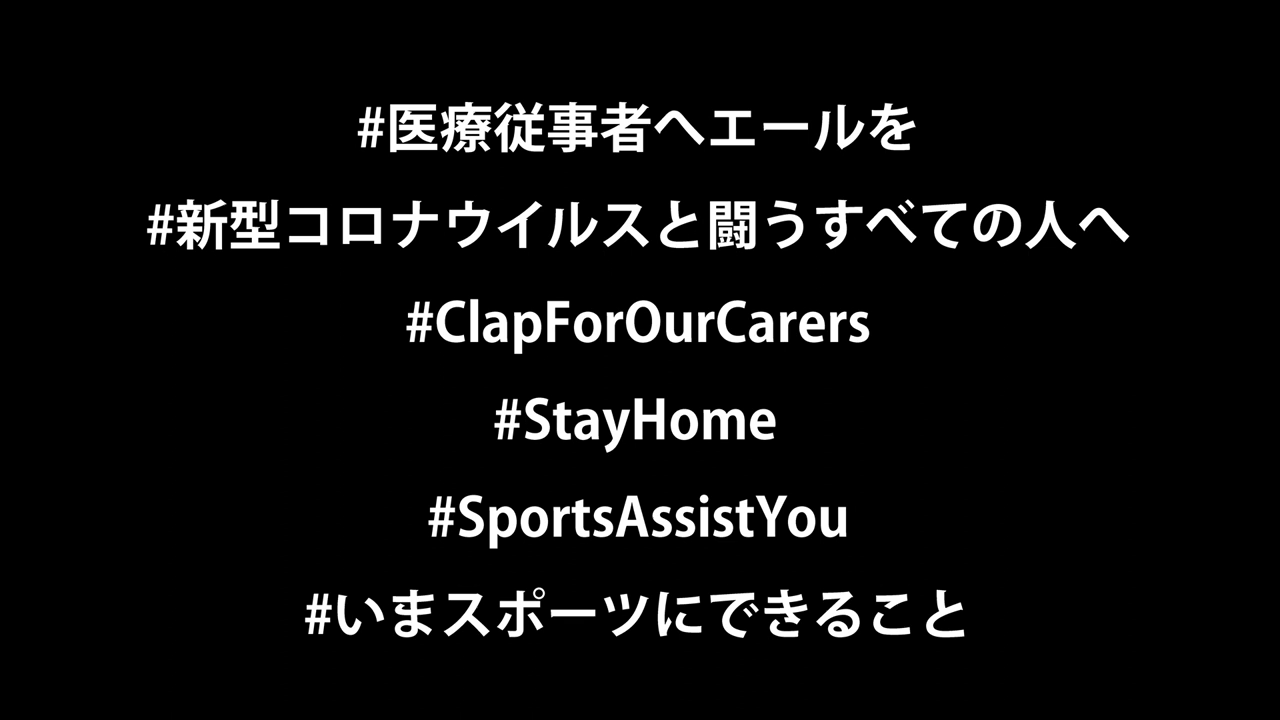 #医療従事者へエールを
#新型コロナウイルスと闘うすべての人へ
#ClapForOurCarers
#StayHome
#SportsAssistYou
#いまスポーツにできること